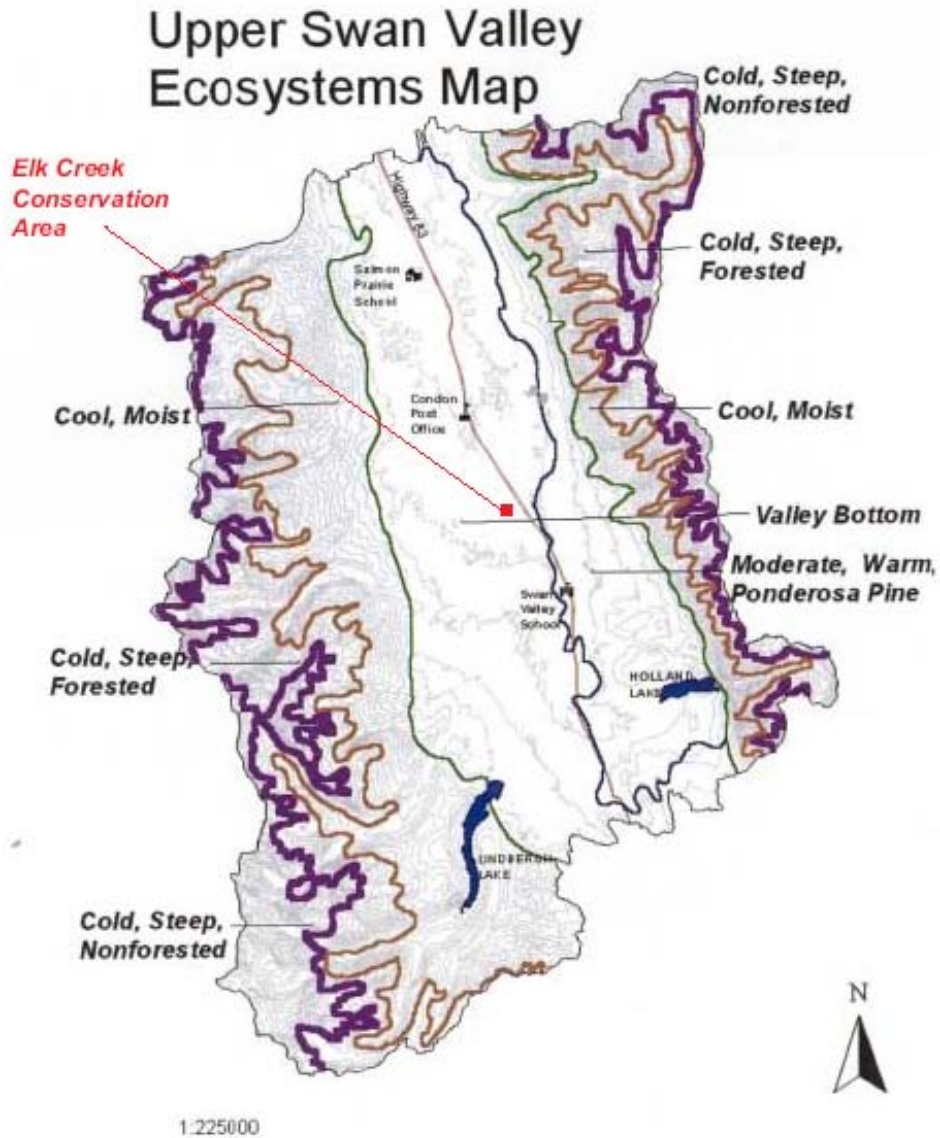 Upper Swan Valley
Ecosystems Map
Cold, Steep,
Nonforested
Elk Creek
Conservation
Area
Highway 83
Cold, Steep,
Forested
Salmon
Prairie
School
Cool, Moist
Condon
Post
Office
Cool, Moist
Valley Bottom
Moderate, Warm,
Ponderosa Pine
Swan
Valley
School
Cold, Steep,
Forested
HOLLAND
LAKE
LINDBERGH
LAKE
Cold, Steep,
Nonforested
N
1:225000